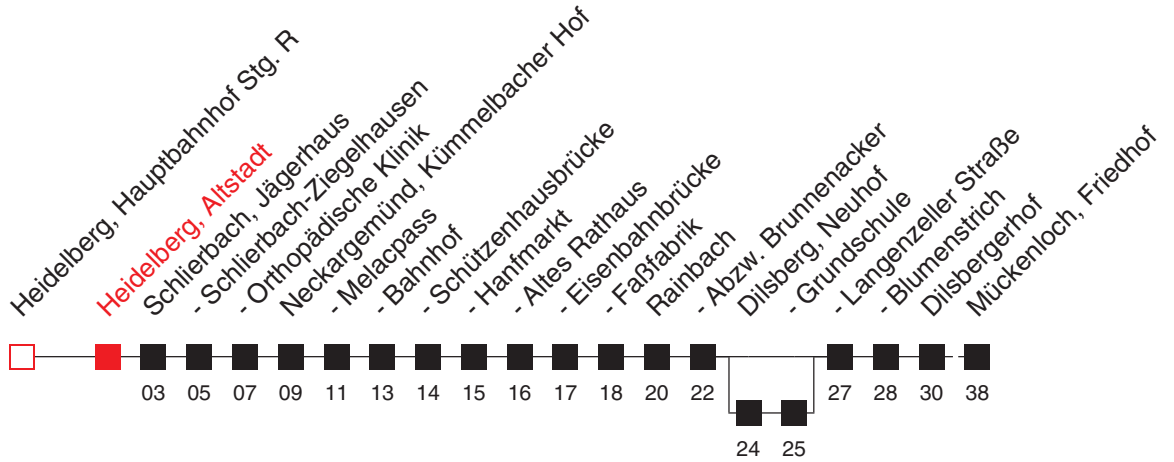 Heidelberg, Hauptbahnhof Stg. R
Heidelberg, Altstadt
Schlierbach, Jägerhaus
- Schlierbach-Ziegelhausen
- Orthopädische Klinik
Neckargemünd, Kümmelbacher Hof
- Melacpass
- Bahnhof
- Schützenhausbrücke
- Hanfmarkt
- Altes Rathaus
- Eisenbahnbrücke
- Faßfabrik
Rainbach
- Abzw. Brunnenacker
Dilsberg, Neuhof
- Grundschule
- Langenzeller Straße
- Blumenstrich
Dilsbergerhof
Mückenloch, Friedhof
03 05 07 09 11 13 14 15 16 17 18 20 22 27 28 30 38
24 25